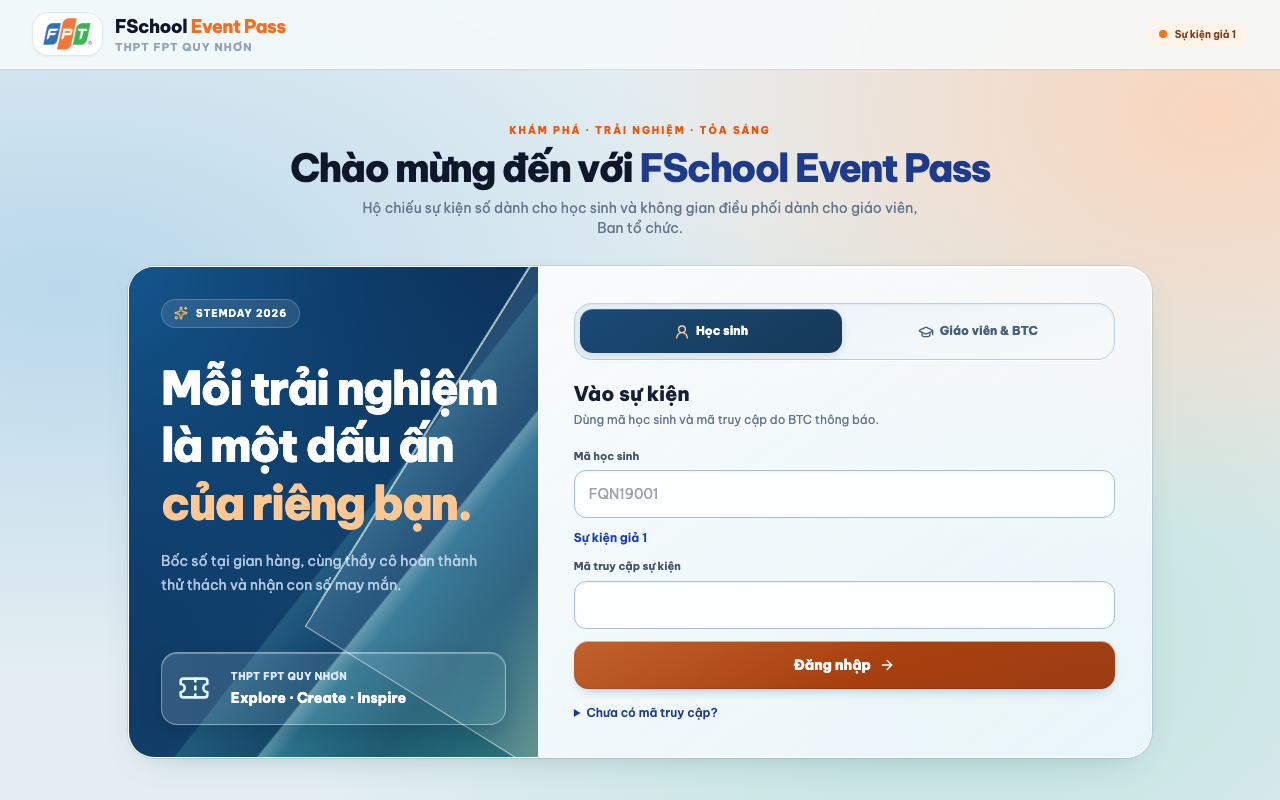 FPT
FSchool Event Pass
THPT FPT QUY NHƠN
Sự kiện giả 1
KHÁM PHÁ · TRẢI NGHIỆM · TỎA SÁNG
Chào mừng đến với FSchool Event Pass
Hộ chiếu sự kiện số dành cho học sinh và không gian điều phối dành cho giáo viên,
Ban tổ chức.
STEMDAY 2026
Mỗi trải nghiệm
là một dấu ấn
của riêng bạn.
Bốc số tại gian hàng, cùng thầy cô hoàn thành
thử thách và nhận con số may mắn.
THPT FPT QUY NHƠN
Explore · Create · Inspire
Học sinh
Giáo viên & BTC
Vào sự kiện
Dùng mã học sinh và mã truy cập do BTC thông báo.
Mã học sinh
FQN19001
Sự kiện giả 1
Mã truy cập sự kiện
Đăng nhập →
Chưa có mã truy cập?